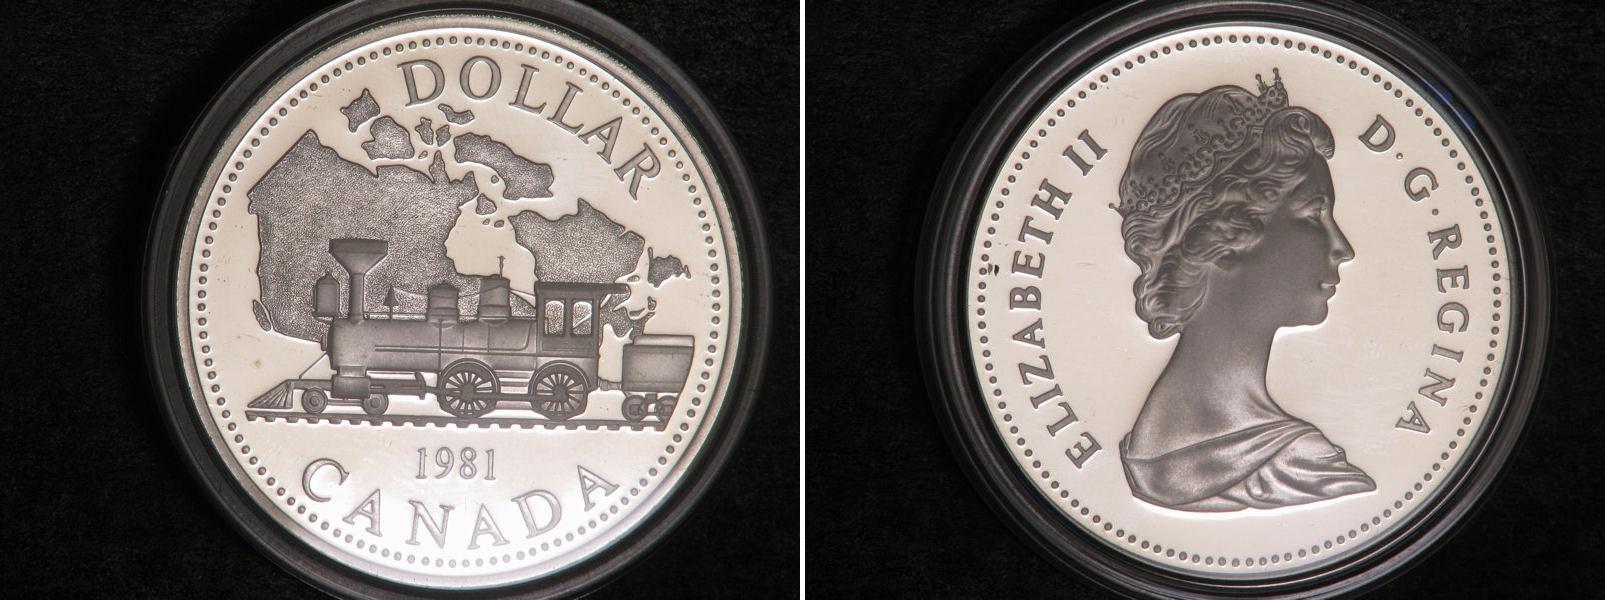 DOLLAR
1981
CANADA
ELIZABETH II
D·G·REGINA